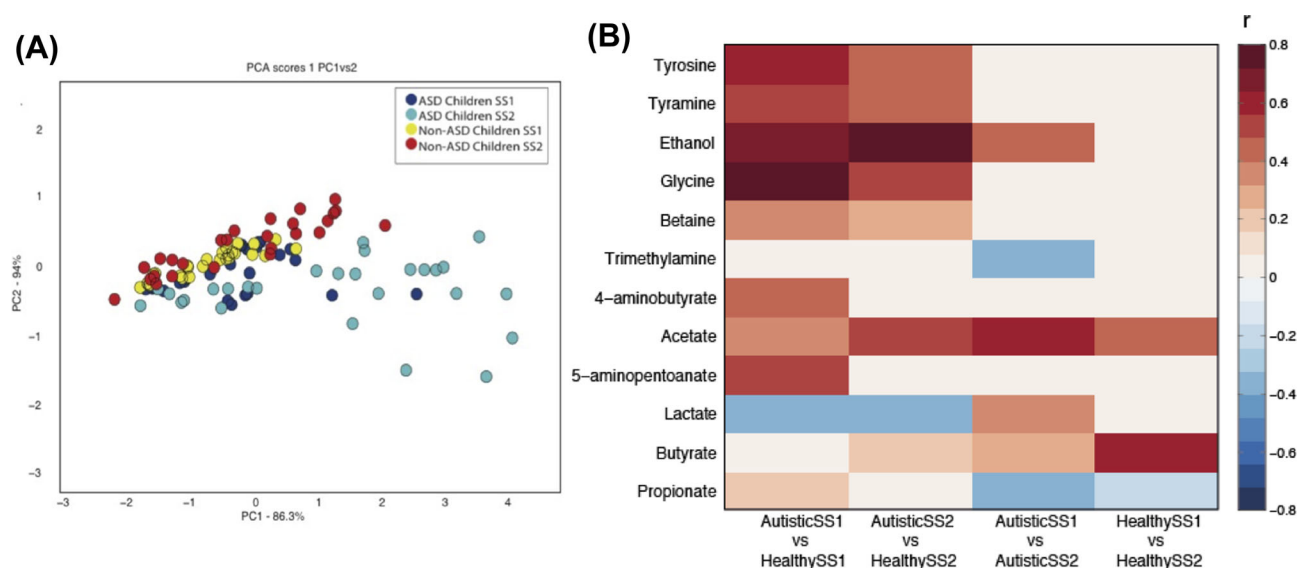 (A)
PCA scores 1 PC1vs2
ASD Children SS1
ASD Children SS2
Non-ASD Children SS1
Non-ASD Children SS2
2
1
0
−1
−2
−3
PC2 - 94%
−3
−2
−1
0
1
2
3
4
PC1 - 86.3%
(B)
r
Tyrosine
Tyramine
Ethanol
Glycine
Betaine
Trimethylamine
4−aminobutyrate
Acetate
5−aminopentoanate
Lactate
Butyrate
Propionate
AutisticSS1
vs
HealthySS1
AutisticSS2
vs
HealthySS2
AutisticSS1
vs
AutisticSS2
HealthySS1
vs
HealthySS2
0.8
0.6
0.4
0.2
0
−0.2
−0.4
−0.6
−0.8